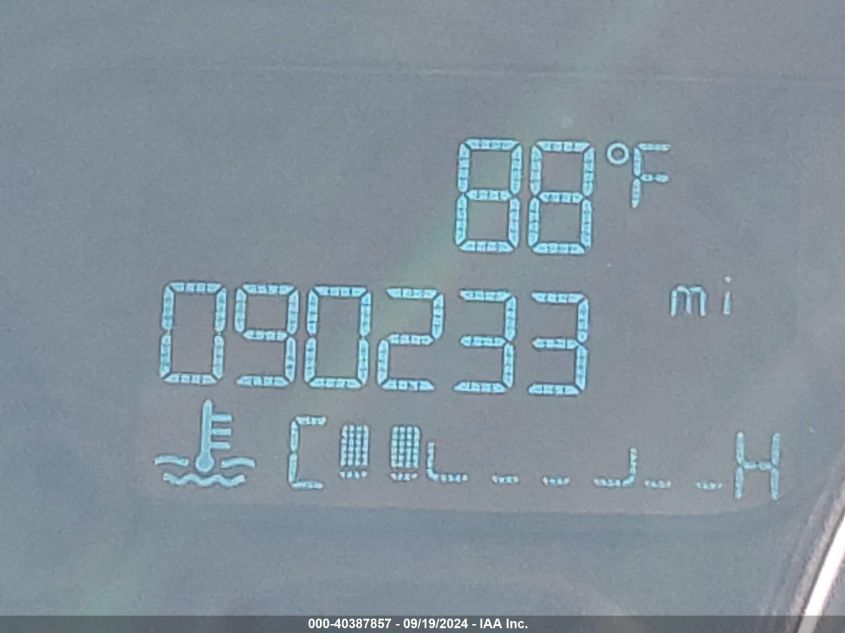 88°F
090233 mi
C H
000-40387857 - 09/19/2024 - IAA Inc.